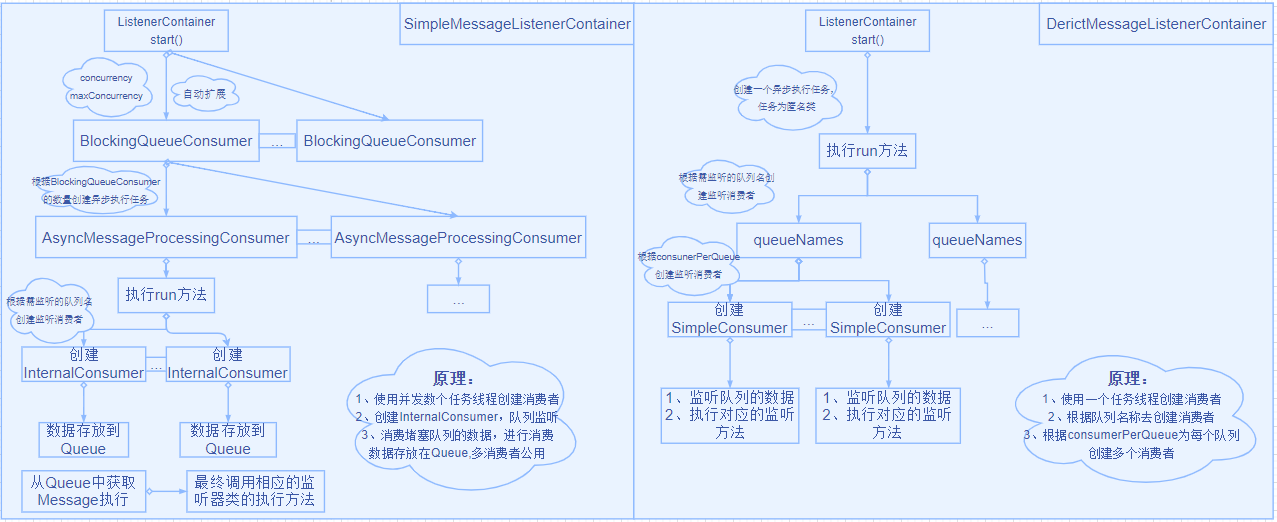 SimpleMessageListenerContainer
ListenerContainer
start()
concurrency
maxConcurrency
自动扩展
BlockingQueueConsumer
...
BlockingQueueConsumer
根据BlockingQueueConsumer
的数量创建异步执行任务
AsyncMessageProcessingConsumer
...
AsyncMessageProcessingConsumer
执行run方法
...
根据需监听的队列名
创建监听消费者
创建
InternalConsumer
...
创建
InternalConsumer
数据存放到
Queue
数据存放到
Queue
从Queue中获取
Message执行
最终调用相应的监
听器类的执行方法
原理：
1、使用并发数个任务线程创建消费者
2、创建InternalConsumer，队列监听
3、消费堵塞队列的数据，进行消费
数据存放在Queue,多消费者公用
DerictMessageListenerContainer
ListenerContainer
start()
创建一个异步执行任务，
任务为匿名类
执行run方法
根据需监听的队列名创
建监听消费者
queueNames
queueNames
根据consunerPerQueue
创建监听消费者
创建
SimpleConsumer
...
创建
SimpleConsumer
...
1、监听队列的数据
2、执行对应的监听
方法
1、监听队列的数据
2、执行对应的监听
方法
原理：
1、使用一个任务线程创建消费者
2、根据队列名称去创建消费者
3、根据consumerPerQueue为每个队列
创建多个消费者